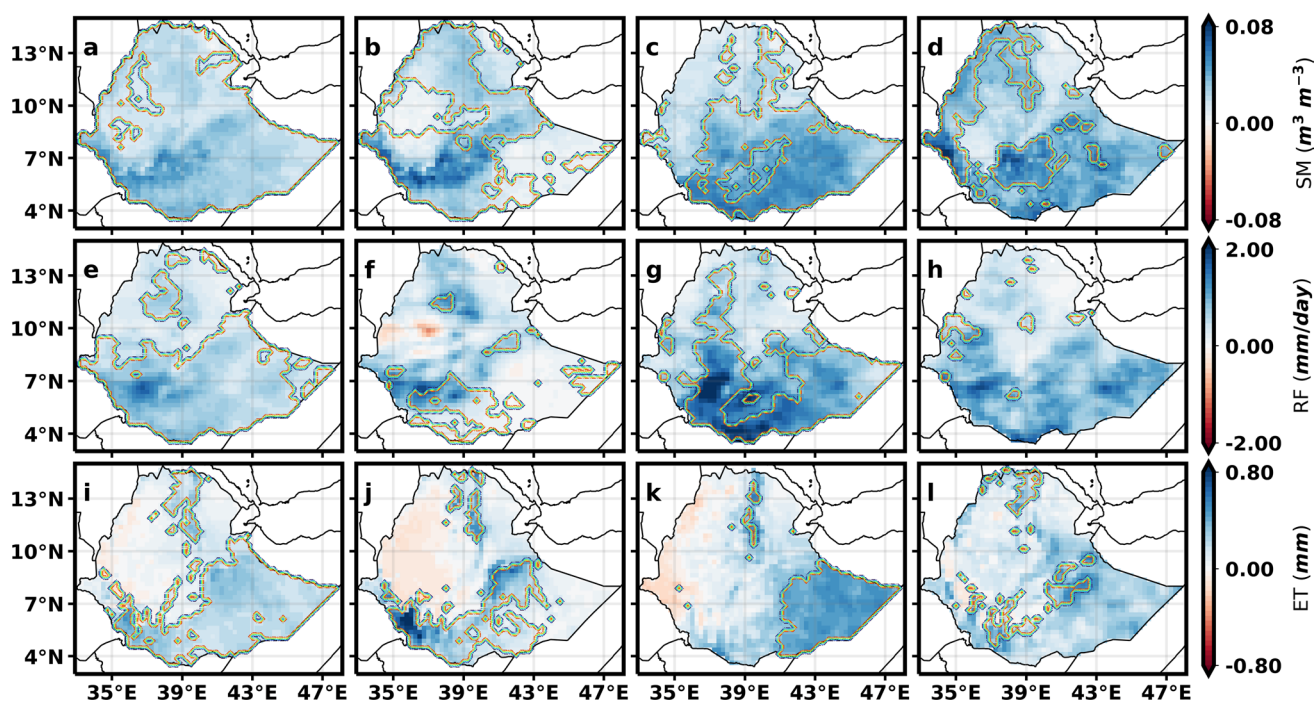 a b c d
13°N
10°N
7°N
4°N
0.08
0.00
-0.08
SM (m³ m⁻³)
e f g h
13°N
10°N
7°N
4°N
2.00
0.00
-2.00
RF (mm/day)
i j k l
13°N
10°N
7°N
4°N
0.80
0.00
-0.80
ET (mm)
35°E 39°E 43°E 47°E 35°E 39°E 43°E 47°E 35°E 39°E 43°E 47°E 35°E 39°E 43°E 47°E